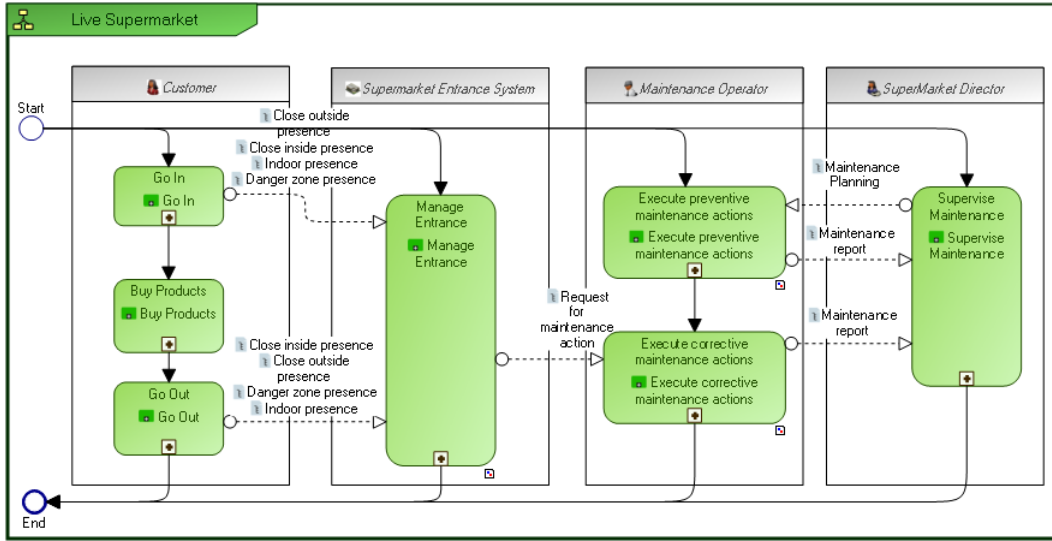 Live Supermarket
Customer
Supermarket Entrance System
Maintenance Operator
SuperMarket Director
Start
Close outside
presence
Close inside presence
Indoor presence
Danger zone presence
Go In
Go In
Manage
Entrance
Manage
Entrance
Execute preventive
maintenance actions
Execute preventive
maintenance actions
Maintenance
Planning
Maintenance
report
Supervise
Maintenance
Supervise
Maintenance
Buy Products
Buy Products
Request
for
maintenance
action
Maintenance
report
Close inside presence
Close outside
presence
Danger zone presence
Indoor presence
Execute corrective
maintenance actions
Execute corrective
maintenance actions
Go Out
Go Out
End